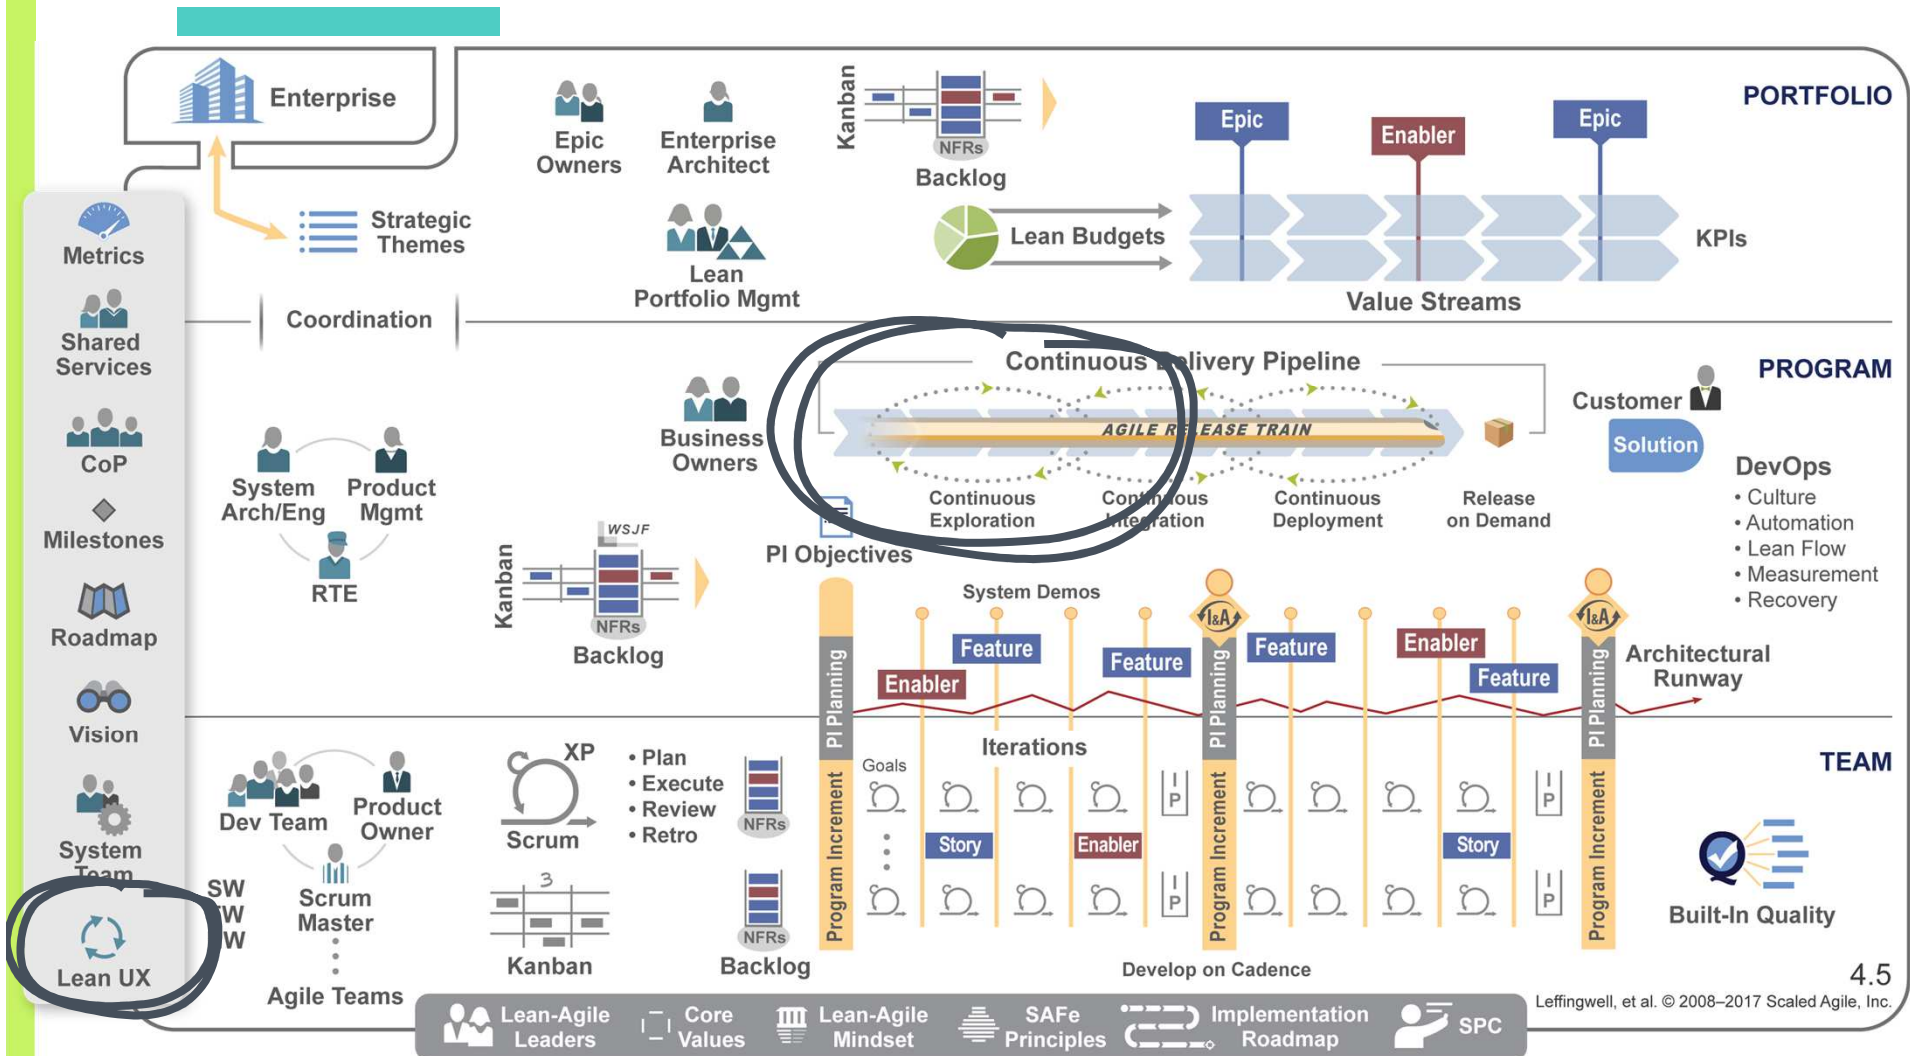 Enterprise
Epic
Owners
Enterprise
Architect
Kanban
NFRs
Backlog
Epic
Enabler
Epic
PORTFOLIO
Strategic
Themes
Lean
Portfolio Mgmt
Lean Budgets
KPIs
Value Streams
Coordination
Metrics
Shared
Services
CoP
Milestones
Roadmap
Vision
System
Team
Lean UX
PROGRAM
Business
Owners
Continuous Delivery Pipeline
AGILE RELEASE TRAIN
Continuous
Exploration
Continuous
Integration
Continuous
Deployment
Release
on Demand
Customer
Solution
DevOps
• Culture
• Automation
• Lean Flow
• Measurement
• Recovery
System
Arch/Eng
Product
Mgmt
RTE
Kanban
WSJF
NFRs
Backlog
PI Objectives
System Demos
I&A
I&A
Enabler
Feature
Feature
Feature
Enabler
Feature
Architectural
Runway
PI Planning
PI Planning
PI Planning
TEAM
Dev Team
Product
Owner
Scrum
Master
SW
FW
W
Agile Teams
XP
Scrum
• Plan
• Execute
• Review
• Retro
3
Kanban
NFRs
NFRs
Backlog
Program Increment
Program Increment
Program Increment
Goals
Iterations
I P
I P
I P
I P
Story
Enabler
Story
Develop on Cadence
Built-In Quality
4.5
Leffingwell, et al. © 2008–2017 Scaled Agile, Inc.
Lean-Agile
Leaders
Core
Values
Lean-Agile
Mindset
SAFe
Principles
Implementation
Roadmap
SPC